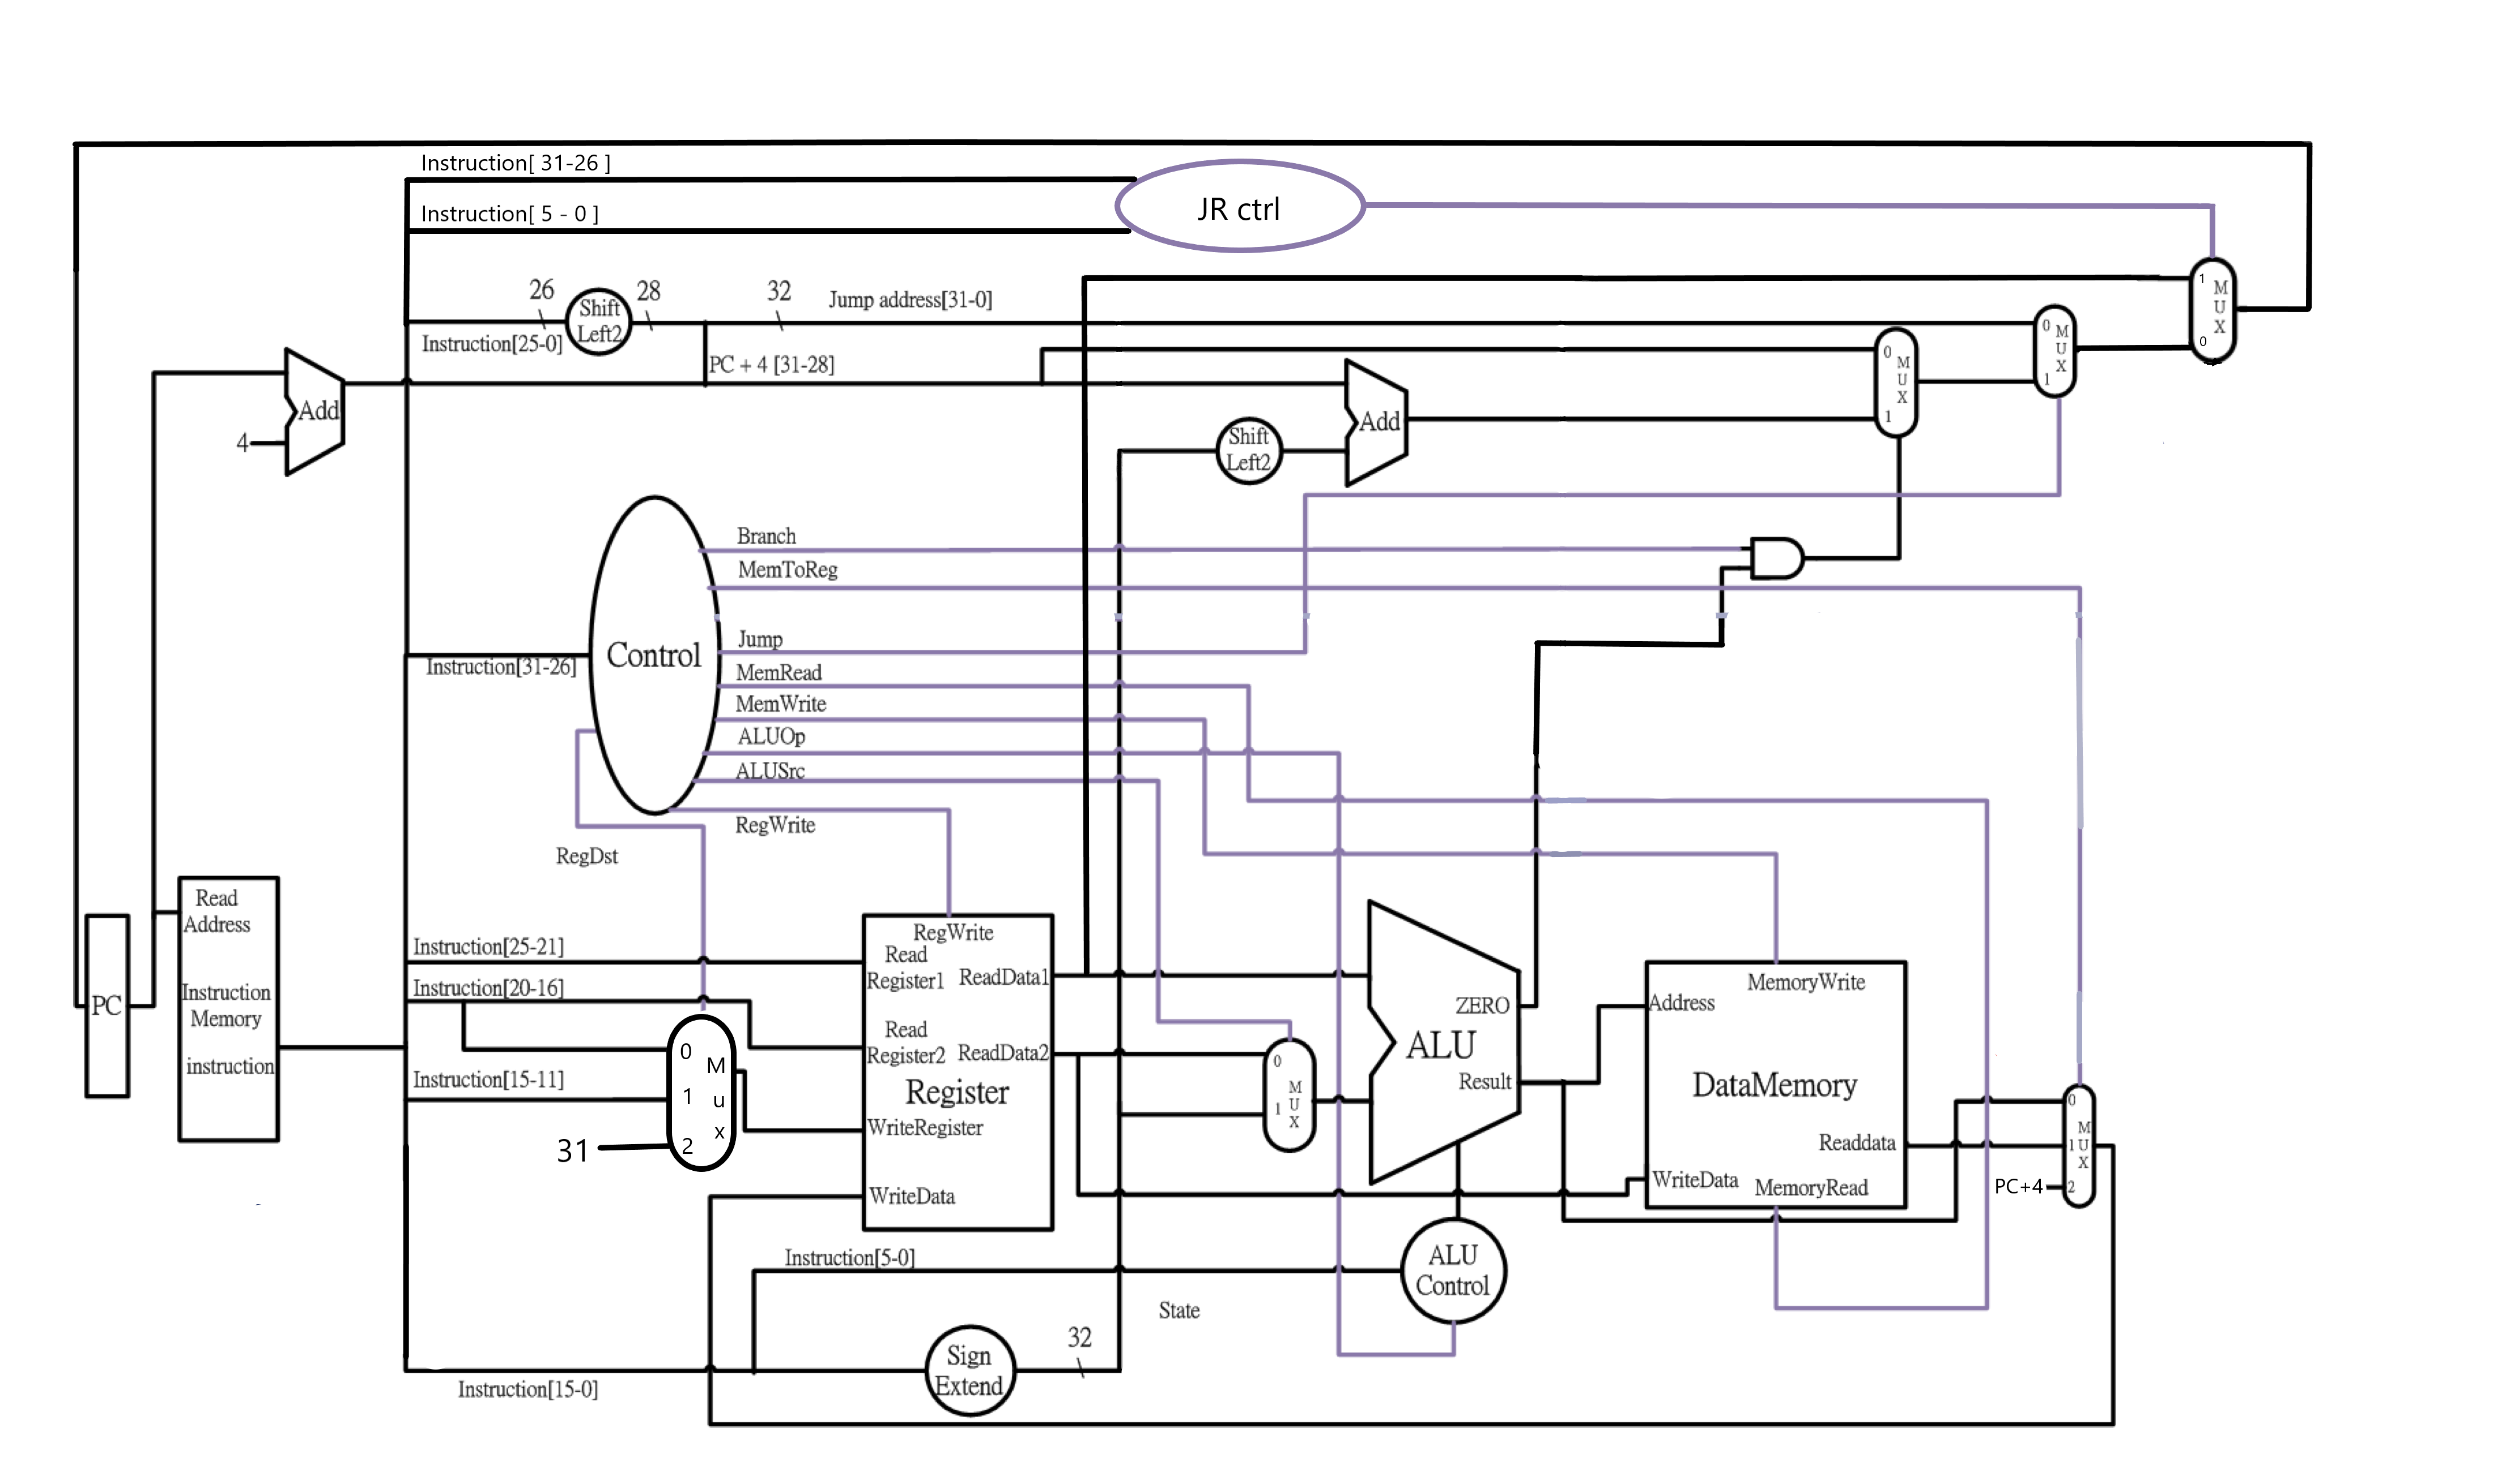 Instruction[ 31-26 ]
JR ctrl
Instruction[ 5 - 0 ]
26
Shift
Left2
28
32
Jump address[31-0]
Instruction[25-0]
PC + 4 [31-28]
1
M
U
X
0
0
M
U
X
1
0
M
U
X
1
Add
4
Add
Shift
Left2
Control
Instruction[31-26]
Branch
MemToReg
Jump
MemRead
MemWrite
ALUOp
ALUSrc
RegWrite
RegDst
PC
Read
Address
Instruction
Memory
instruction
Instruction[25-21]
Instruction[20-16]
Instruction[15-11]
31
0
1
2
M
u
x
RegWrite
Read
Register1
ReadData1
Read
Register2
ReadData2
Register
WriteRegister
WriteData
0
M
1 U
X
ZERO
ALU
Result
Address
MemoryWrite
DataMemory
Readdata
WriteData
MemoryRead
0
M
1 U
X
PC+4
2
Instruction[5-0]
ALU
Control
State
Sign
Extend
32
Instruction[15-0]